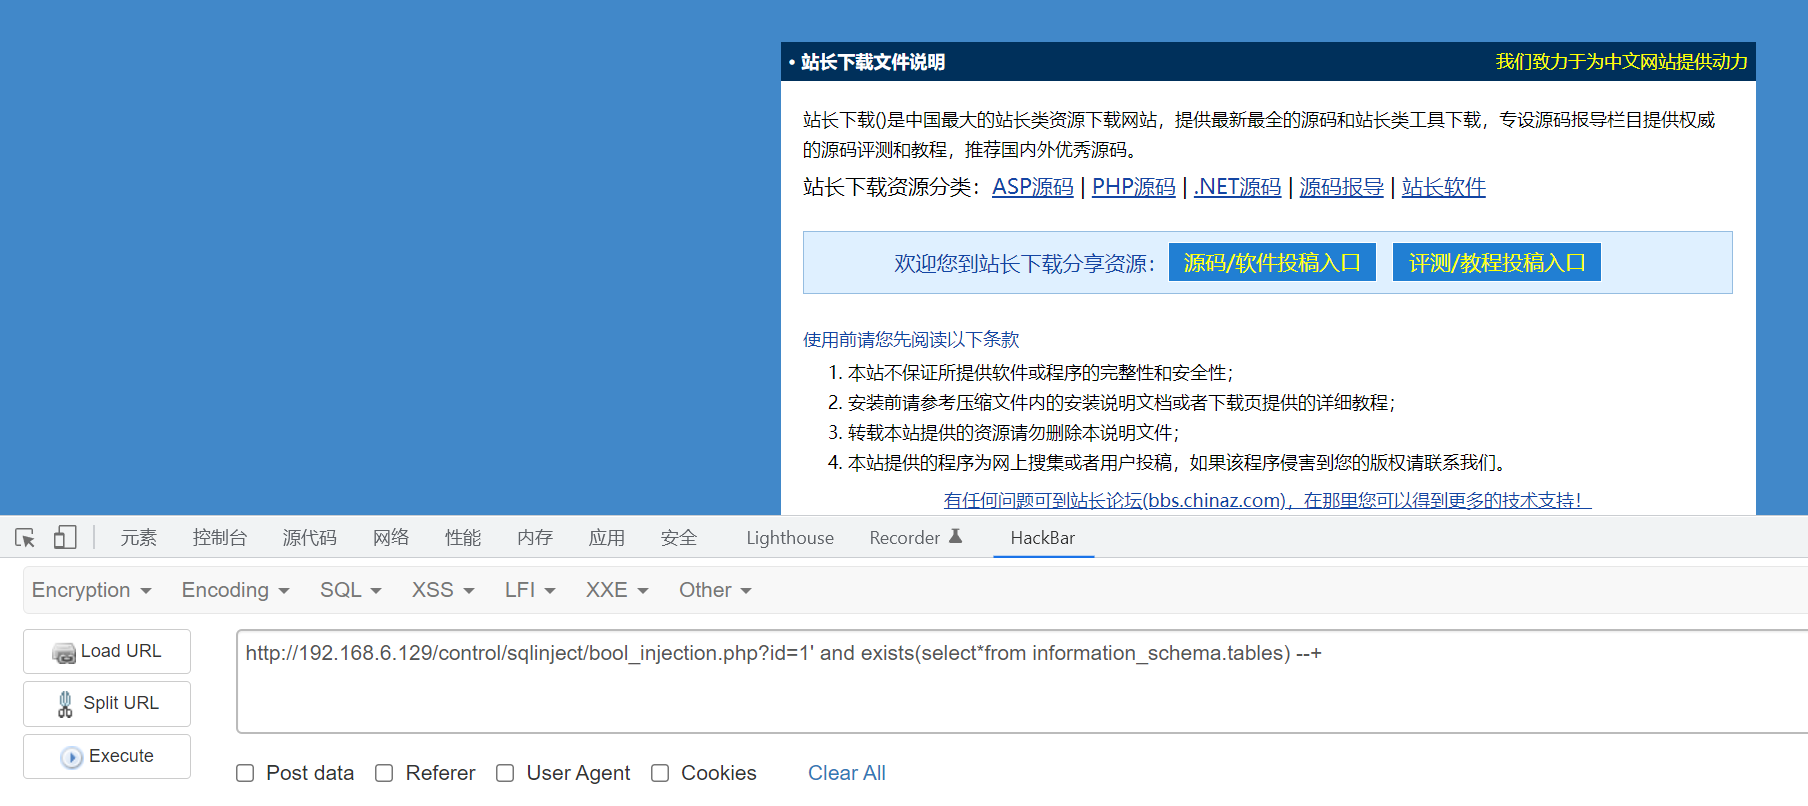 • 站长下载文件说明 我们致力于为中文网站提供动力
站长下载()是中国最大的站长类资源下载网站，提供最新最全的源码和站长类工具下载，专设源码报导栏目提供权威
的源码评测和教程，推荐国内外优秀源码。
站长下载资源分类：ASP源码 | PHP源码 | .NET源码 | 源码报导 | 站长软件
欢迎您到站长下载分享资源： 源码/软件投稿入口 评测/教程投稿入口
使用前请您先阅读以下条款
1. 本站不保证所提供软件或程序的完整性和安全性；
2. 安装前请参考压缩文件内的安装说明文档或者下载页提供的详细教程；
3. 转载本站提供的资源请勿删除本说明文件；
4. 本站提供的程序为网上搜集或者用户投稿，如果该程序侵害到您的版权请联系我们。
有任何问题可到站长论坛(bbs.chinaz.com)，在那里您可以得到更多的技术支持！
元素 控制台 源代码 网络 性能 内存 应用 安全 Lighthouse Recorder HackBar
Encryption Encoding SQL XSS LFI XXE Other
Load URL
http://192.168.6.129/control/sqlinject/bool_injection.php?id=1' and exists(select*from information_schema.tables) --+
Split URL
Execute
Post data Referer User Agent Cookies Clear All